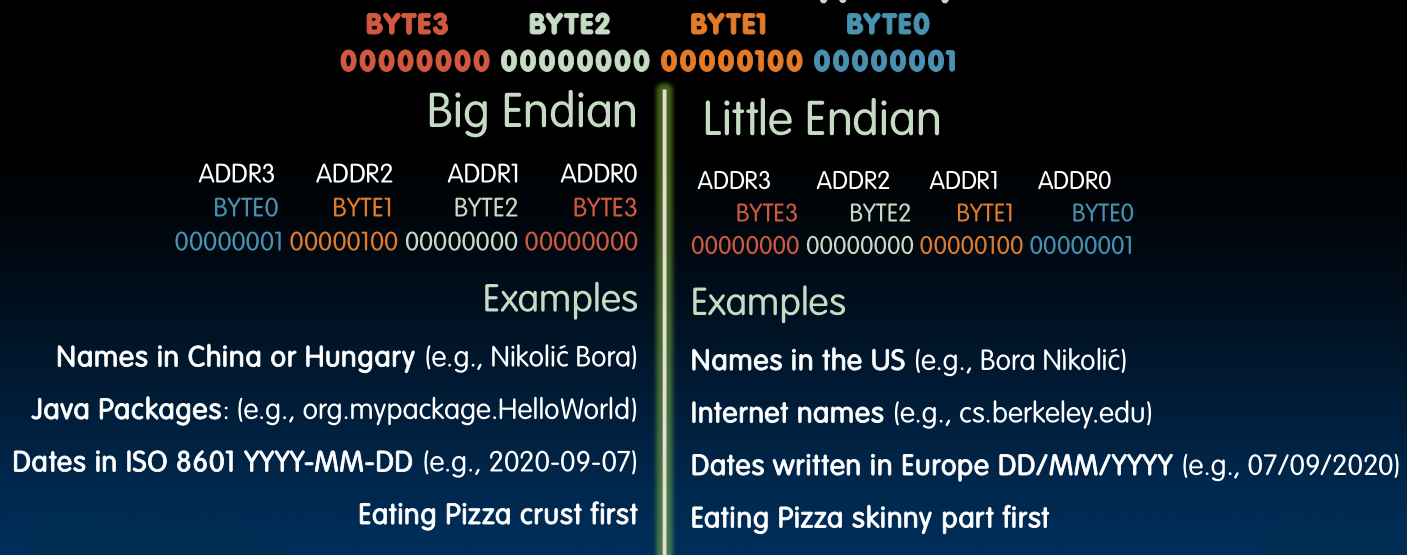 BYTE3 BYTE2 BYTE1 BYTE0
00000000 00000000 00000100 00000001
Big Endian
ADDR3 ADDR2 ADDR1 ADDR0
BYTE0 BYTE1 BYTE2 BYTE3
00000001 00000100 00000000 00000000
Examples
Names in China or Hungary (e.g., Nikolić Bora)
Java Packages: (e.g., org.mypackage.HelloWorld)
Dates in ISO 8601 YYYY-MM-DD (e.g., 2020-09-07)
Eating Pizza crust first
Little Endian
ADDR3 ADDR2 ADDR1 ADDR0
BYTE3 BYTE2 BYTE1 BYTE0
00000000 00000000 00000100 00000001
Examples
Names in the US (e.g., Bora Nikolić)
Internet names (e.g., cs.berkeley.edu)
Dates written in Europe DD/MM/YYYY (e.g., 07/09/2020)
Eating Pizza skinny part first